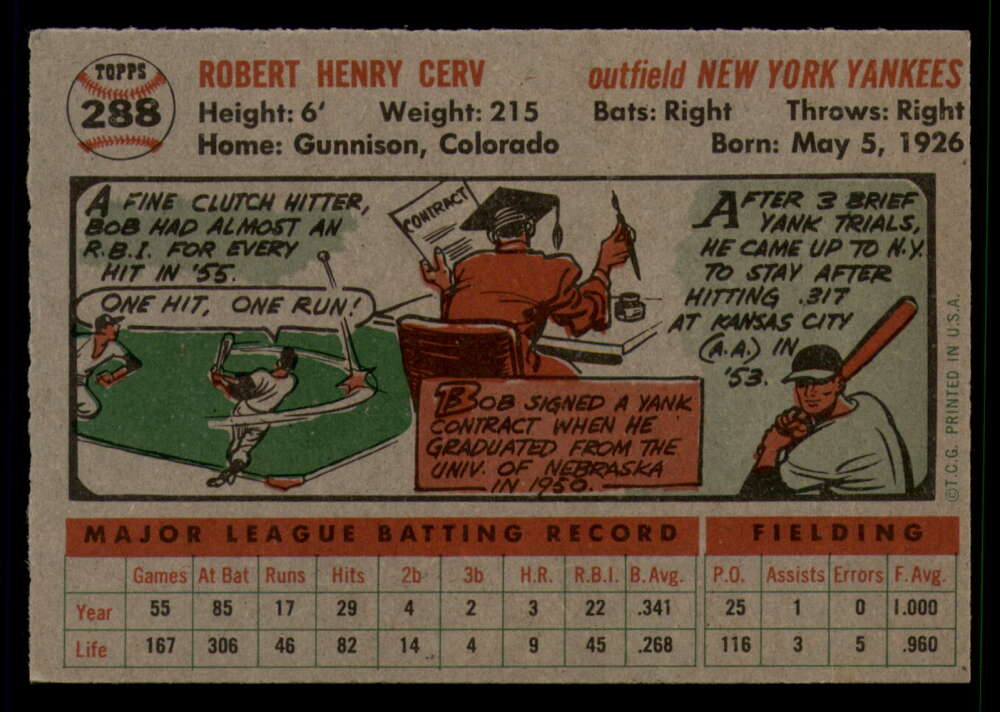 TOPPS
288
ROBERT HENRY CERV
outfield NEW YORK YANKEES
Height: 6' Weight: 215 Bats: Right Throws: Right
Home: Gunnison, Colorado Born: May 5, 1926
A FINE CLUTCH HITTER,
BOB HAD ALMOST AN
R.B.I. FOR EVERY
HIT IN '55.
ONE HIT, ONE RUN!
CONTRACT
BOB SIGNED A YANK
CONTRACT WHEN HE
GRADUATED FROM THE
UNIV. OF NEBRASKA
IN 1950.
AFTER 3 BRIEF
YANK TRIALS,
HE CAME UP TO N.Y.
TO STAY AFTER
HITTING .317
AT KANSAS CITY
(A.A.) IN
'53.
©T.C.G. PRINTED IN U.S.A.
MAJOR LEAGUE BATTING RECORD FIELDING
Games At Bat Runs Hits 2b 3b H.R. R.B.I. B.Avg. P.O. Assists Errors F.Avg.
Year 55 85 17 29 4 2 3 22 .341 25 1 0 1.000
Life 167 306 46 82 14 4 9 45 .268 116 3 5 .960